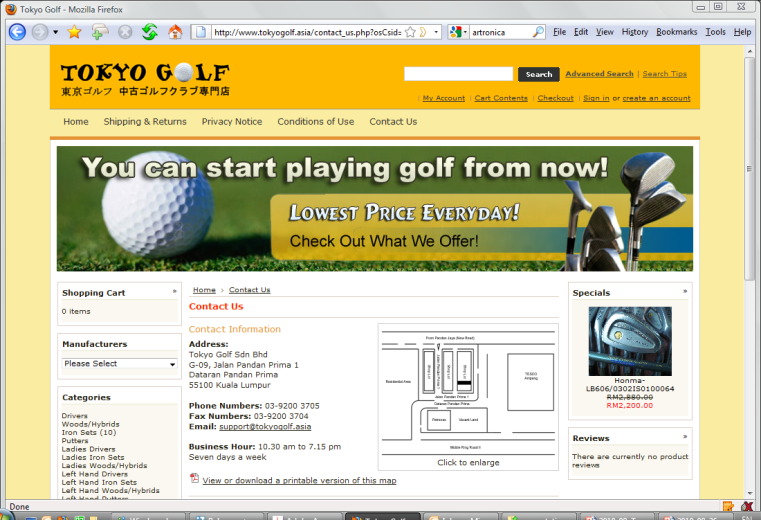 Tokyo Golf - Mozilla Firefox
http://www.tokyogolf.asia/contact_us.php?osCsid=
artronica
File Edit View History Bookmarks Tools Help
TOKYO GOLF
東京ゴルフ 中古ゴルフクラブ専門店
Search
Advanced Search | Search Tips
My Account | Cart Contents | Checkout | Sign in or create an account
Home Shipping & Returns Privacy Notice Conditions of Use Contact Us
You can start playing golf from now!
LOWEST PRICE EVERYDAY!
Check Out What We Offer!
Shopping Cart »
0 items
Manufacturers
Please Select
Categories
Drivers
Woods/Hybrids
Iron Sets (10)
Putters
Ladies Drivers
Ladies Iron Sets
Ladies Woods/Hybrids
Left Hand Drivers
Left Hand Iron Sets
Left Hand Woods/Hybrids
Left Hand Putters
Home > Contact Us
Contact Us
Contact Information
Address:
Tokyo Golf Sdn Bhd
G-09, Jalan Pandan Prima 1
Dataran Pandan Prima
55100 Kuala Lumpur
Phone Numbers: 03-9200 3705
Fax Numbers: 03-9200 3704
Email: support@tokyogolf.asia
Business Hour: 10.30 am to 7.15 pm
Seven days a week
View or download a printable version of this map
From Pandan Jaya (New Road)
Residential Area
Shop Lot
Jalan Pandan Prima 2
Shop Lot
Shop Lot
TESCO
Ampang
Jalan Pandan Prima 1
Dataran Pandan Prima
Vacant Land
Middle Ring Road II
Click to enlarge
Specials »
Honma-
LB606/0302IS0100064
RM2,880.00
RM2,200.00
Reviews »
There are currently no product
reviews
Done